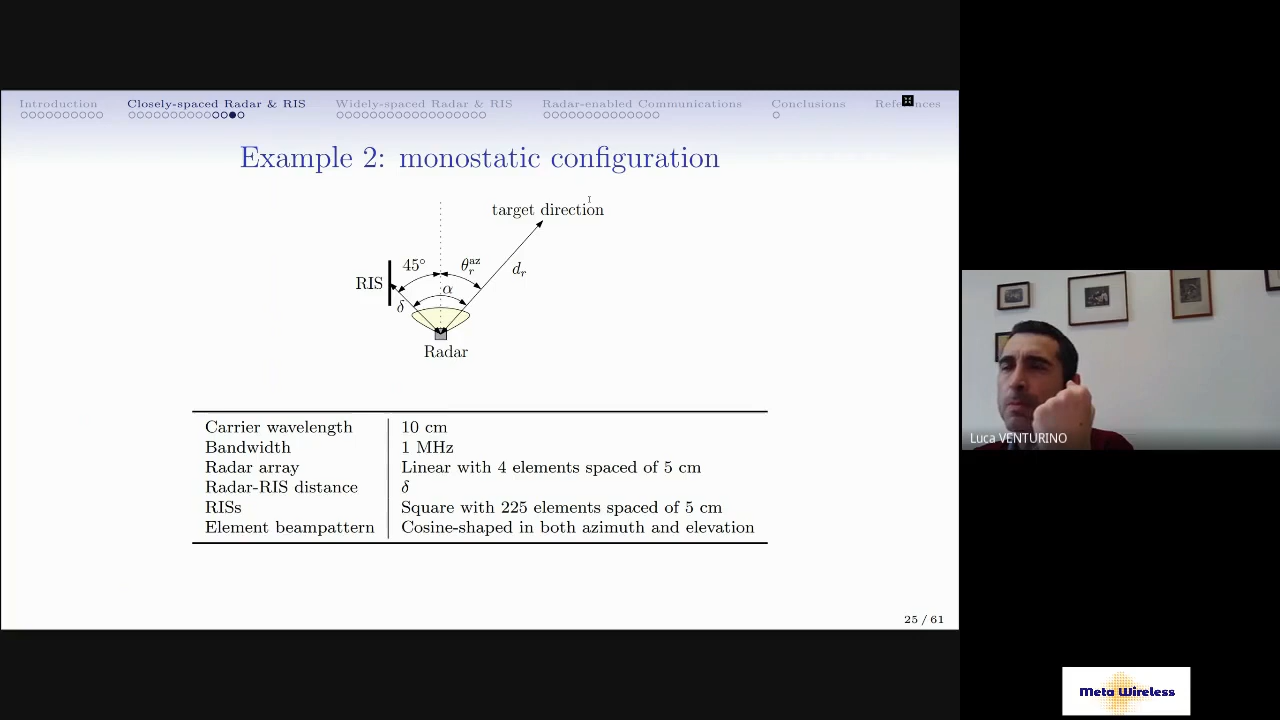 Introduction Closely-spaced Radar & RIS Widely-spaced Radar & RIS Radar-enabled Communications Conclusions
Example 2: monostatic configuration
target direction
45° θ_r^az d_r
RIS α
δ
Radar
Carrier wavelength 10 cm
Bandwidth 1 MHz
Radar array Linear with 4 elements spaced of 5 cm
Radar-RIS distance δ
RISs Square with 225 elements spaced of 5 cm
Element beampattern Cosine-shaped in both azimuth and elevation
25 / 61
Luca VENTURINO
Meta Wireless